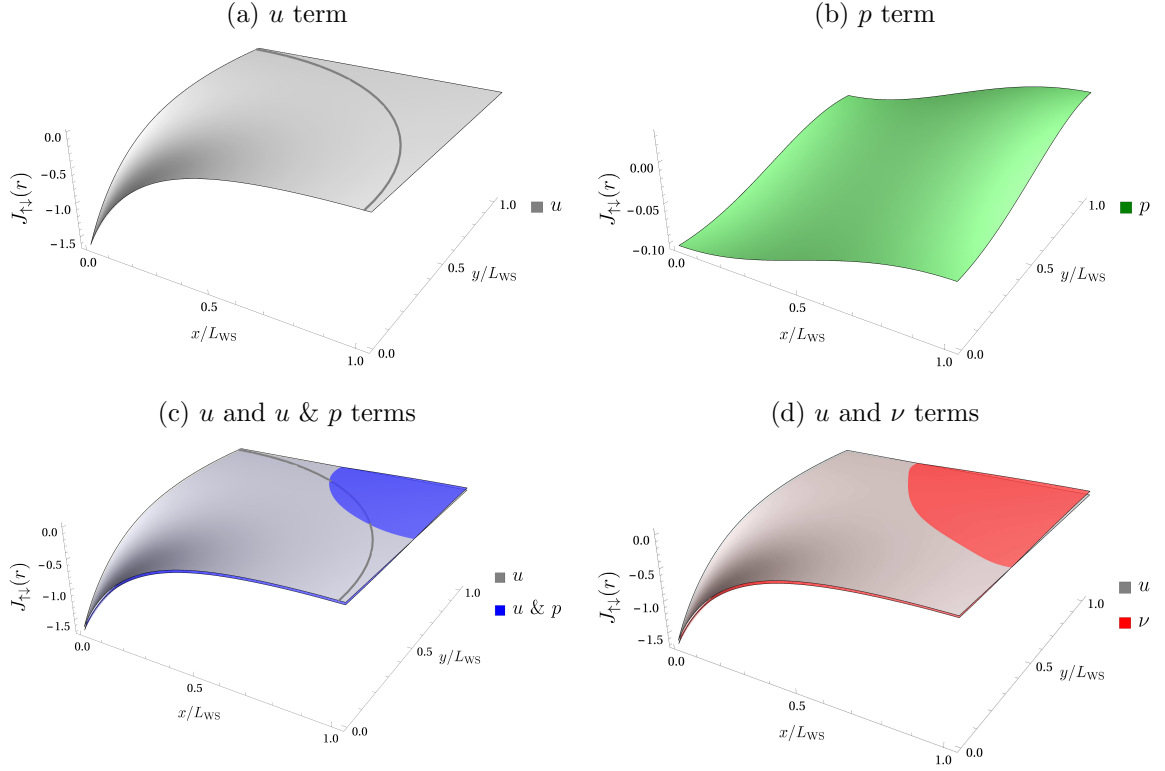 (a) u term
0.0
−0.5
−1.0
−1.5
J↑↓(r)
0.0
0.5
1.0
x/LWS
0.0
0.5
1.0
y/LWS
u
(b) p term
0.00
−0.05
−0.10
J↑↓(r)
0.0
0.5
1.0
x/LWS
0.0
0.5
1.0
y/LWS
p
(c) u and u & p terms
0.0
−0.5
−1.0
−1.5
J↑↓(r)
0.0
0.5
1.0
x/LWS
0.0
0.5
1.0
y/LWS
u
u & p
(d) u and ν terms
0.0
−0.5
−1.0
−1.5
J↑↓(r)
0.0
0.5
1.0
x/LWS
0.0
0.5
1.0
y/LWS
u
ν